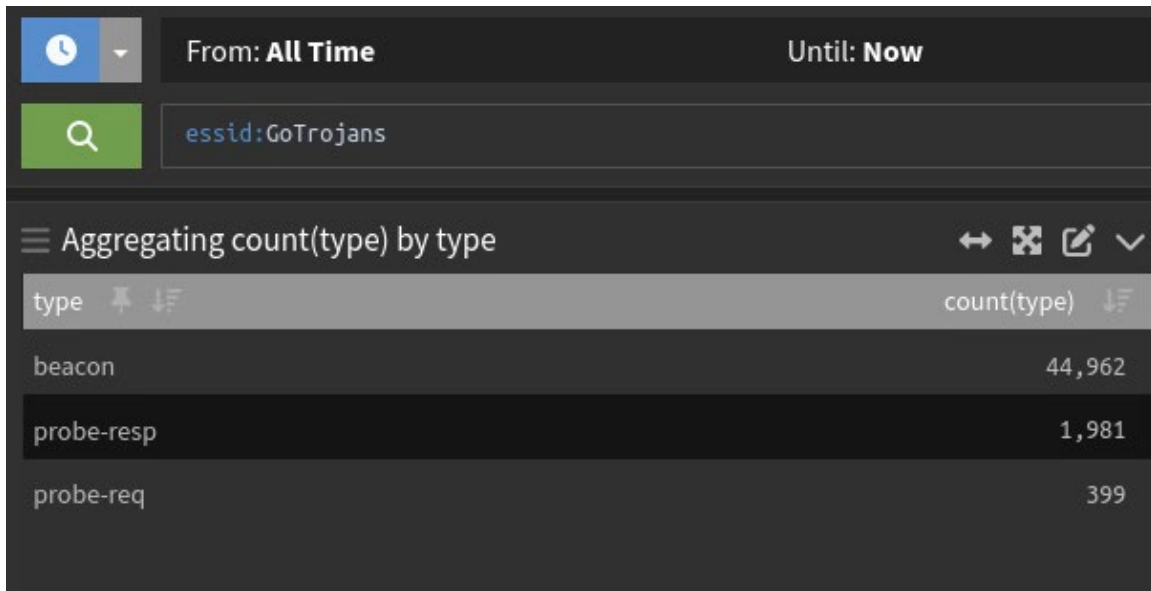 From: All Time Until: Now
essid:GoTrojans
Aggregating count(type) by type
type count(type)
beacon 44,962
probe-resp 1,981
probe-req 399